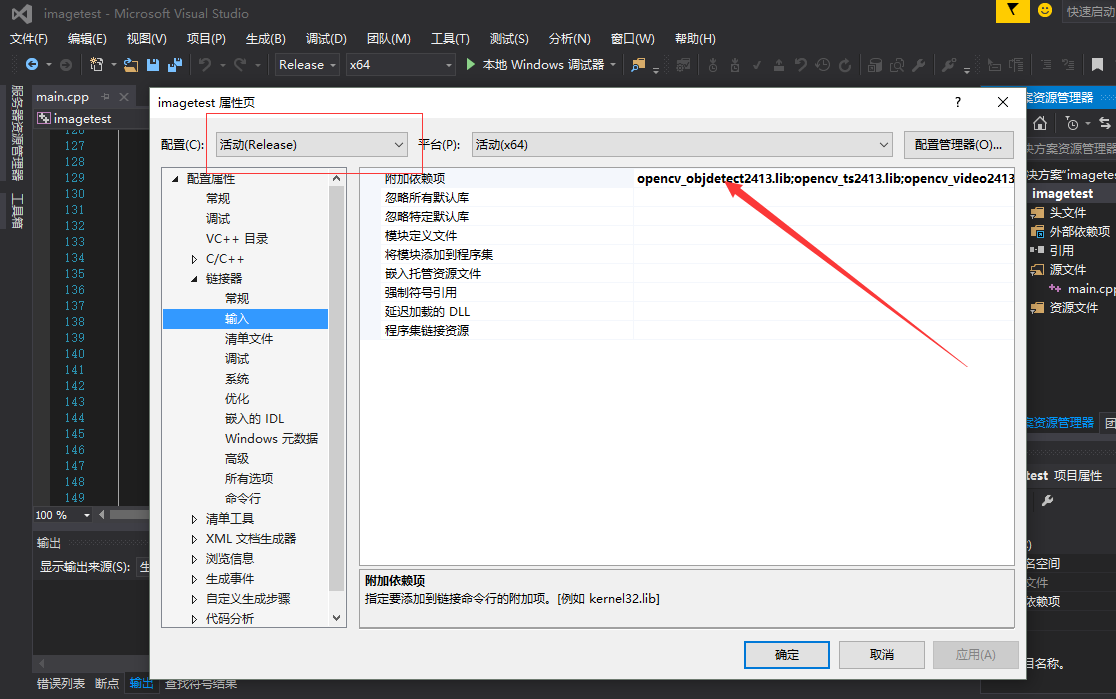 imagetest - Microsoft Visual Studio
快速启动
文件(F) 编辑(E) 视图(V) 项目(P) 生成(B) 调试(D) 团队(M) 工具(T) 测试(S) 分析(N) 窗口(W) 帮助(H)
Release x64 本地 Windows 调试器
服务器资源管理器
工具箱
main.cpp
imagetest
126
127
128
129
130
131
132
133
134
135
136
137
138
139
140
141
142
143
144
145
146
147
148
149
100 %
输出
显示输出来源(S): 生
错误列表 断点 输出 查找符号结果
imagetest 属性页
?
配置(C): 活动(Release) 平台(P): 活动(x64) 配置管理器(O)...
配置属性
常规
调试
VC++ 目录
C/C++
链接器
常规
输入
清单文件
调试
系统
优化
嵌入的 IDL
Windows 元数据
高级
所有选项
命令行
清单工具
XML 文档生成器
浏览信息
生成事件
自定义生成步骤
代码分析
附加依赖项 opencv_objdetect2413.lib;opencv_ts2413.lib;opencv_video2413
忽略所有默认库
忽略特定默认库
模块定义文件
将模块添加到程序集
嵌入托管资源文件
强制符号引用
延迟加载的 DLL
程序集链接资源
附加依赖项
指定要添加到链接命令行的附加项。[例如 kernel32.lib]
确定 取消 应用(A)
案资源管理器
决方案资源管理器
决方案"imagetes
imagetest
头文件
外部依赖项
引用
源文件
main.cpp
资源文件
案资源管理器 团
test 项目属性
名空间
文件
依赖项
目名称。